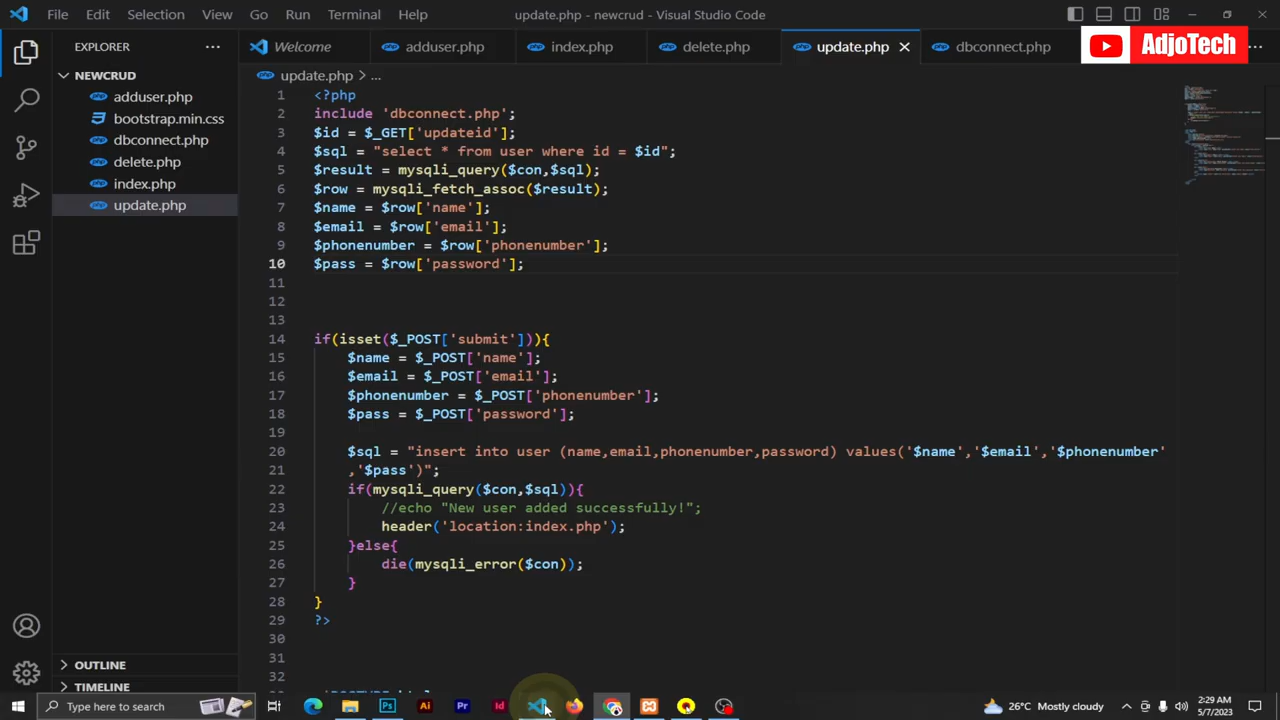 File Edit Selection View Go Run Terminal Help
update.php - newcrud - Visual Studio Code
AdjoTech
EXPLORER
Welcome adduser.php index.php delete.php update.php dbconnect.php
NEWCRUD
adduser.php
bootstrap.min.css
dbconnect.php
delete.php
index.php
update.php
OUTLINE
TIMELINE
update.php > ...
1 <?php
2 include 'dbconnect.php';
3 $id = $_GET['updateid'];
4 $sql = "select * from user where id = $id";
5 $result = mysqli_query($con,$sql);
6 $row = mysqli_fetch_assoc($result);
7 $name = $row['name'];
8 $email = $row['email'];
9 $phonenumber = $row['phonenumber'];
10 $pass = $row['password'];
11
12
13
14 if(isset($_POST['submit'])){
15 $name = $_POST['name'];
16 $email = $_POST['email'];
17 $phonenumber = $_POST['phonenumber'];
18 $pass = $_POST['password'];
19
20 $sql = "insert into user (name,email,phonenumber,password) values('$name','$email','$phonenumber'
21 ,'$pass')";
22 if(mysqli_query($con,$sql)){
23 //echo "New user added successfully!";
24 header('location:index.php');
25 }else{
26 die(mysqli_error($con));
27 }
28 }
29 ?>
30
31
32
Type here to search
Ps Ai Pr Id
26°C Mostly cloudy
2:29 AM
5/7/2023